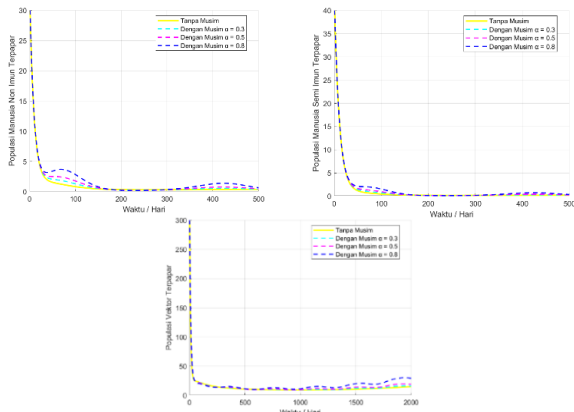 30
25
20
15
10
5
0
0 100 200 300 400 500
Populasi Manusia Non Imun Terpapar
Waktu / Hari
Tanpa Musim
Dengan Musim α = 0.3
Dengan Musim α = 0.5
Dengan Musim α = 0.8
40
35
30
25
20
15
10
5
0
0 100 200 300 400 500
Populasi Manusia Semi Imun Terpapar
Waktu / Hari
Tanpa Musim
Dengan Musim α = 0.3
Dengan Musim α = 0.5
Dengan Musim α = 0.8
300
250
200
150
100
50
0
0 500 1000 1500 2000
Populasi Vektor Terpapar
Waktu / Hari
Tanpa Musim
Dengan Musim α = 0.3
Dengan Musim α = 0.5
Dengan Musim α = 0.8